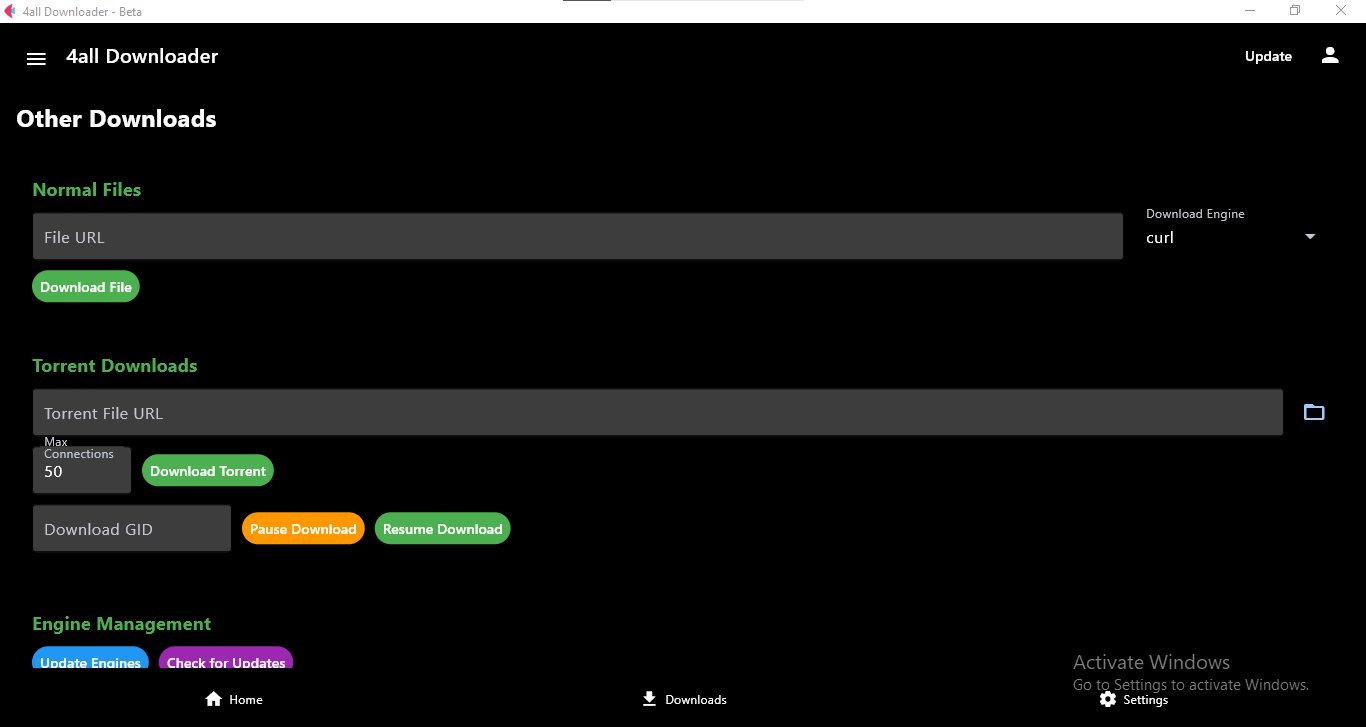 4all Downloader - Beta
4all Downloader
Update
Other Downloads
Normal Files
File URL
Download Engine
curl
Download File
Torrent Downloads
Torrent File URL
Max
Connections
50
Download Torrent
Download GID
Pause Download
Resume Download
Engine Management
Update Engines
Check for Updates
Activate Windows
Go to Settings to activate Windows.
Home
Downloads
Settings